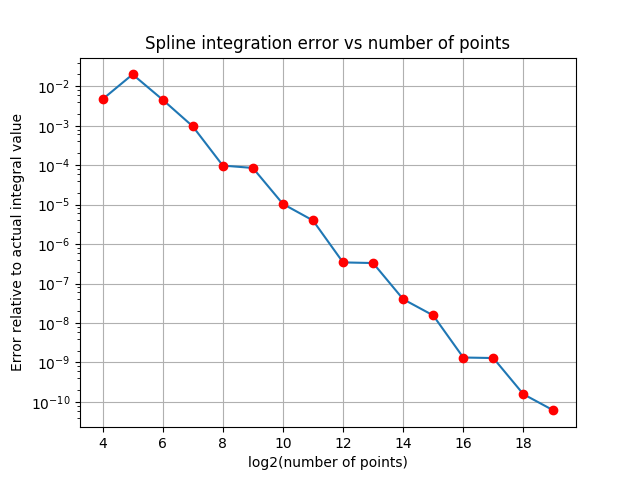 Spline integration error vs number of points
Error relative to actual integral value
10⁻²
10⁻³
10⁻⁴
10⁻⁵
10⁻⁶
10⁻⁷
10⁻⁸
10⁻⁹
10⁻¹⁰
4 6 8 10 12 14 16 18
log2(number of points)